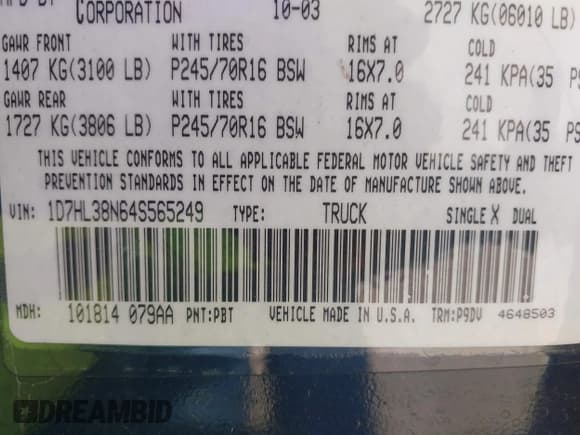 MFD BY CORPORATION 10-03 2727 KG(06010 LB)
GAWR FRONT WITH TIRES RIMS AT COLD
1407 KG(3100 LB) P245/70R16 BSW 16X7.0 241 KPA(35 PS
GAWR REAR WITH TIRES RIMS AT COLD
1727 KG(3806 LB) P245/70R16 BSW 16X7.0 241 KPA(35 PS
THIS VEHICLE CONFORMS TO ALL APPLICABLE FEDERAL MOTOR VEHICLE SAFETY AND THEFT
PREVENTION STANDARDS IN EFFECT ON THE DATE OF MANUFACTURE SHOWN ABOVE.
VIN: 1D7HL38N64S565249 TYPE: TRUCK SINGLE X DUAL
MDH: 101814 079AA PNT:PBT VEHICLE MADE IN U.S.A. TRM:P9DV 4648503
DREAMBID